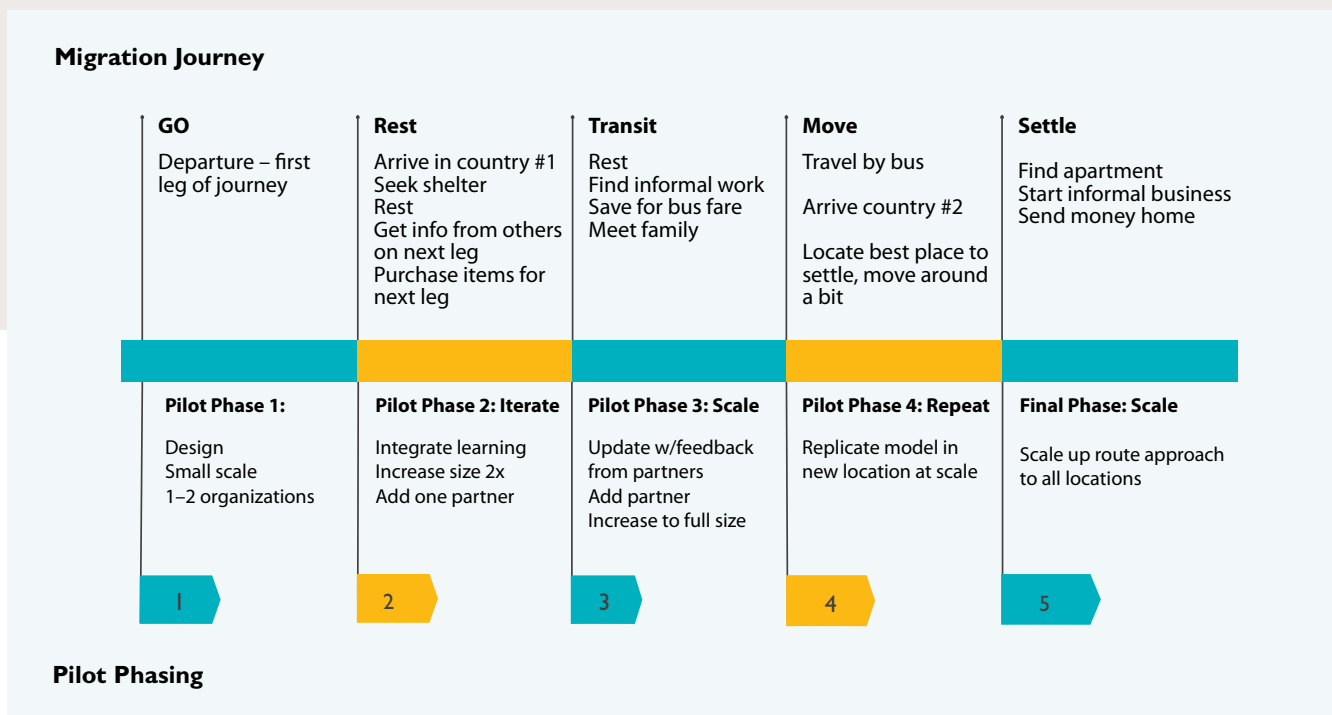 Migration Journey
GO
Departure – first
leg of journey
Rest
Arrive in country #1
Seek shelter
Rest
Get info from others
on next leg
Purchase items for
next leg
Transit
Rest
Find informal work
Save for bus fare
Meet family
Move
Travel by bus
Arrive country #2
Locate best place to
settle, move around
a bit
Settle
Find apartment
Start informal business
Send money home
Pilot Phase 1:
Design
Small scale
1–2 organizations
Pilot Phase 2: Iterate
Integrate learning
Increase size 2x
Add one partner
Pilot Phase 3: Scale
Update w/feedback
from partners
Add partner
Increase to full size
Pilot Phase 4: Repeat
Replicate model in
new location at scale
Final Phase: Scale
Scale up route approach
to all locations
1
2
3
4
5
Pilot Phasing